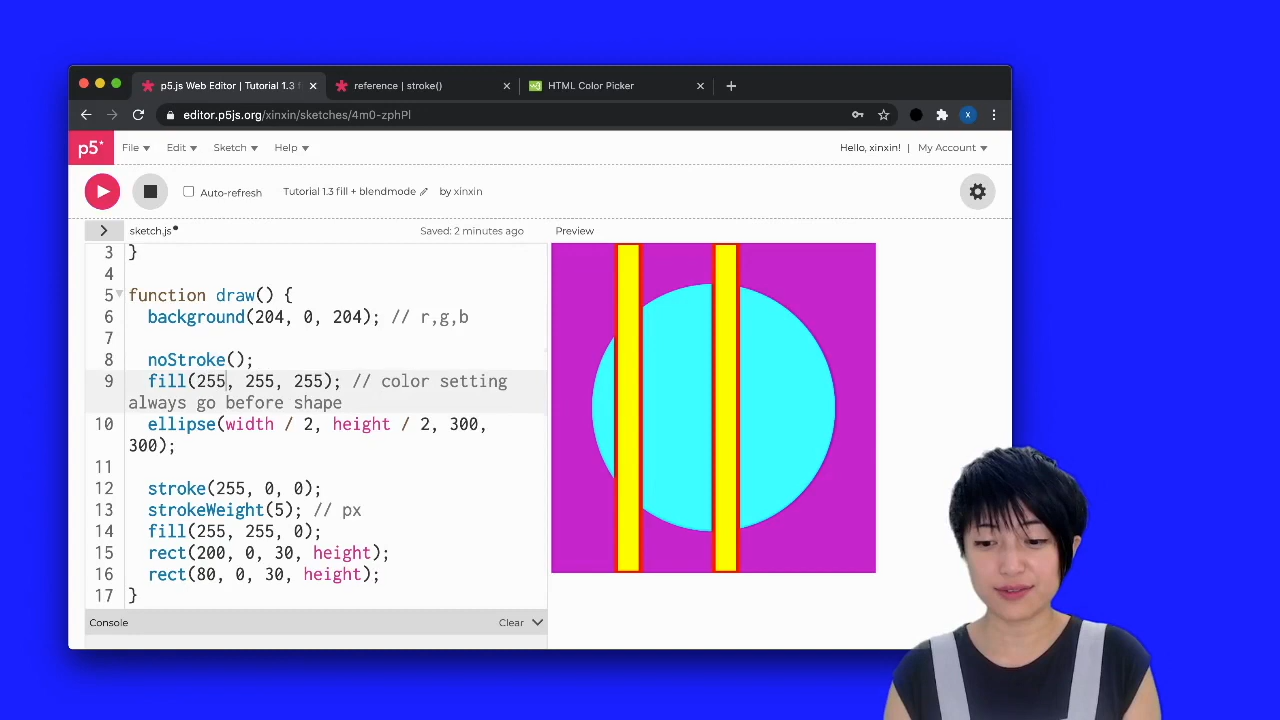 p5.js Web Editor | Tutorial 1.3 f
reference | stroke()
HTML Color Picker
editor.p5js.org/xinxin/sketches/4m0-zphPl
X
p5* File Edit Sketch Help Hello, xinxin! | My Account
Auto-refresh Tutorial 1.3 fill + blendmode by xinxin
sketch.js Saved: 2 minutes ago Preview
3 }
4
5 function draw() {
6 background(204, 0, 204); // r,g,b
7
8 noStroke();
9 fill(255, 255, 255); // color setting
always go before shape
10 ellipse(width / 2, height / 2, 300,
300);
11
12 stroke(255, 0, 0);
13 strokeWeight(5); // px
14 fill(255, 255, 0);
15 rect(200, 0, 30, height);
16 rect(80, 0, 30, height);
17 }
Console Clear